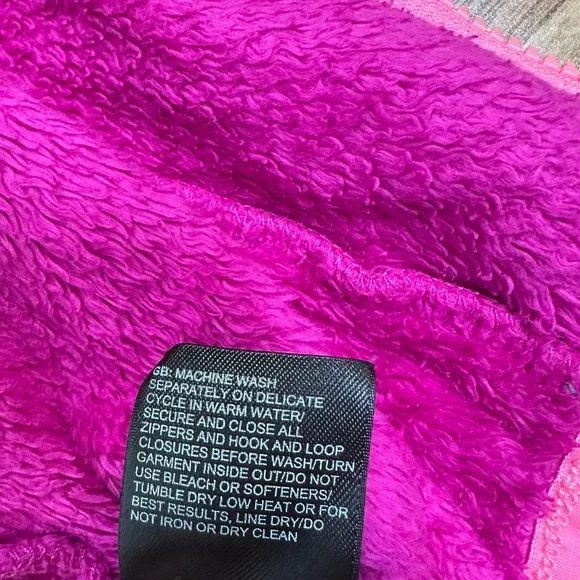 GB: MACHINE WASH
SEPARATELY ON DELICATE
CYCLE IN WARM WATER/
SECURE AND CLOSE ALL
ZIPPERS AND HOOK AND LOOP
CLOSURES BEFORE WASH/TURN
GARMENT INSIDE OUT/DO NOT
USE BLEACH OR SOFTENERS/
TUMBLE DRY LOW HEAT OR FOR
BEST RESULTS, LINE DRY/DO
NOT IRON OR DRY CLEAN